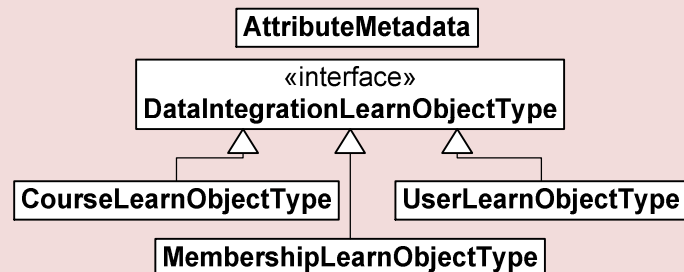 AttributeMetadata
«interface»
DataIntegrationLearnObjectType
CourseLearnObjectType
UserLearnObjectType
MembershipLearnObjectType